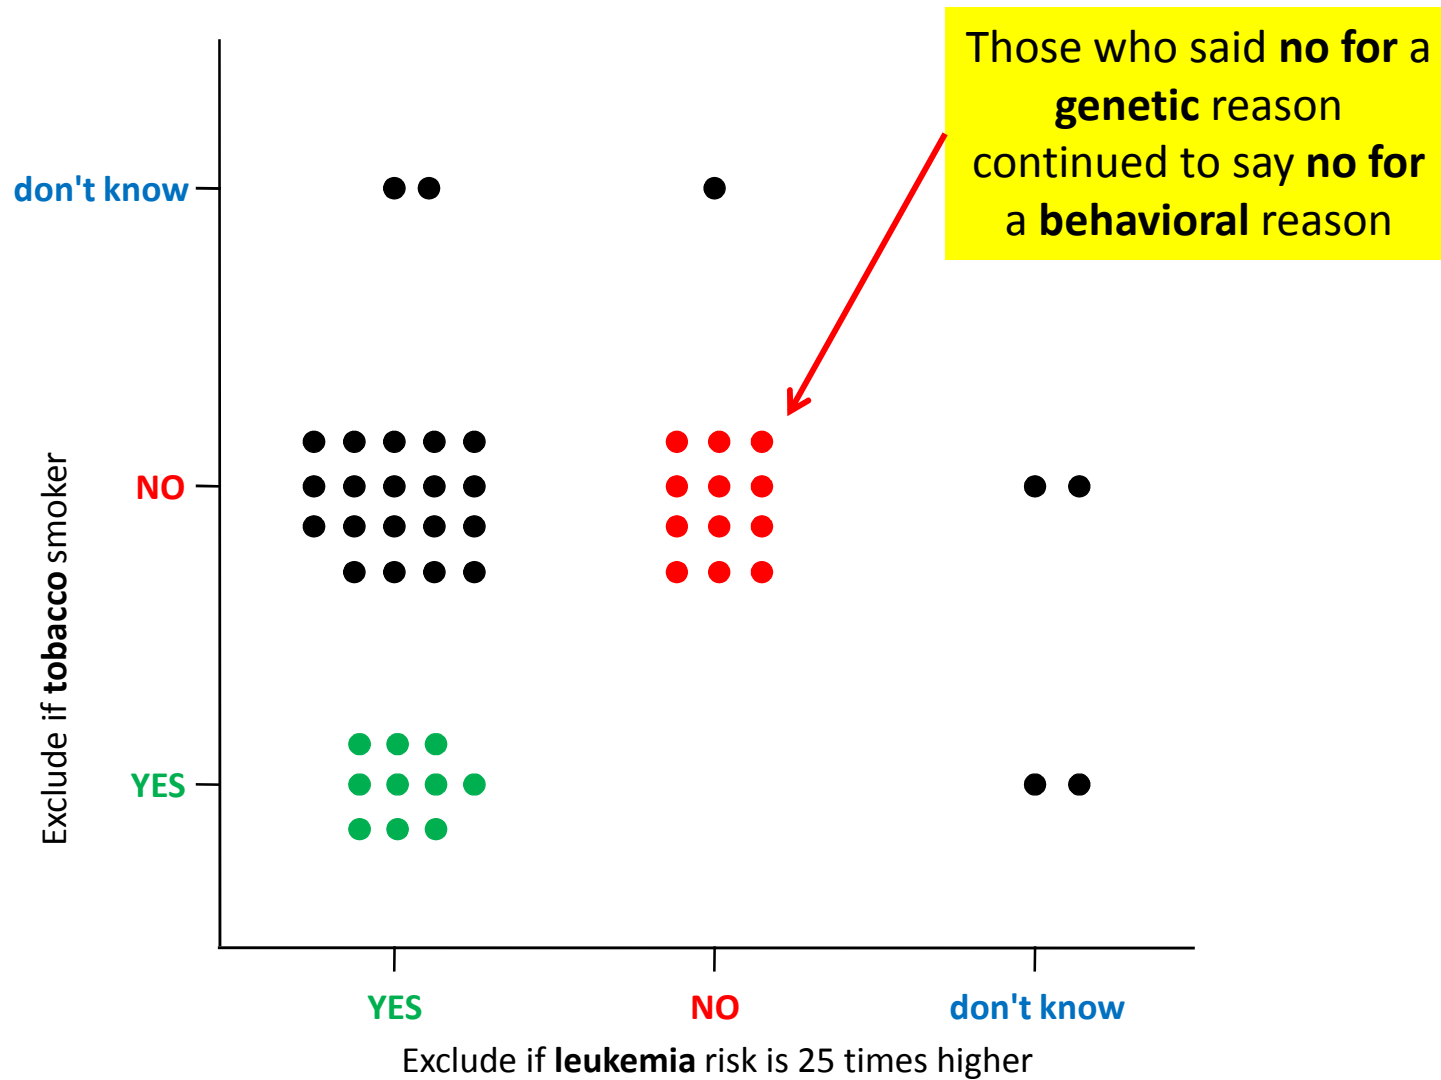 Those who said no for a
genetic reason
continued to say no for
a behavioral reason
don't know
NO
YES
Exclude if tobacco smoker
YES
NO
don't know
Exclude if leukemia risk is 25 times higher